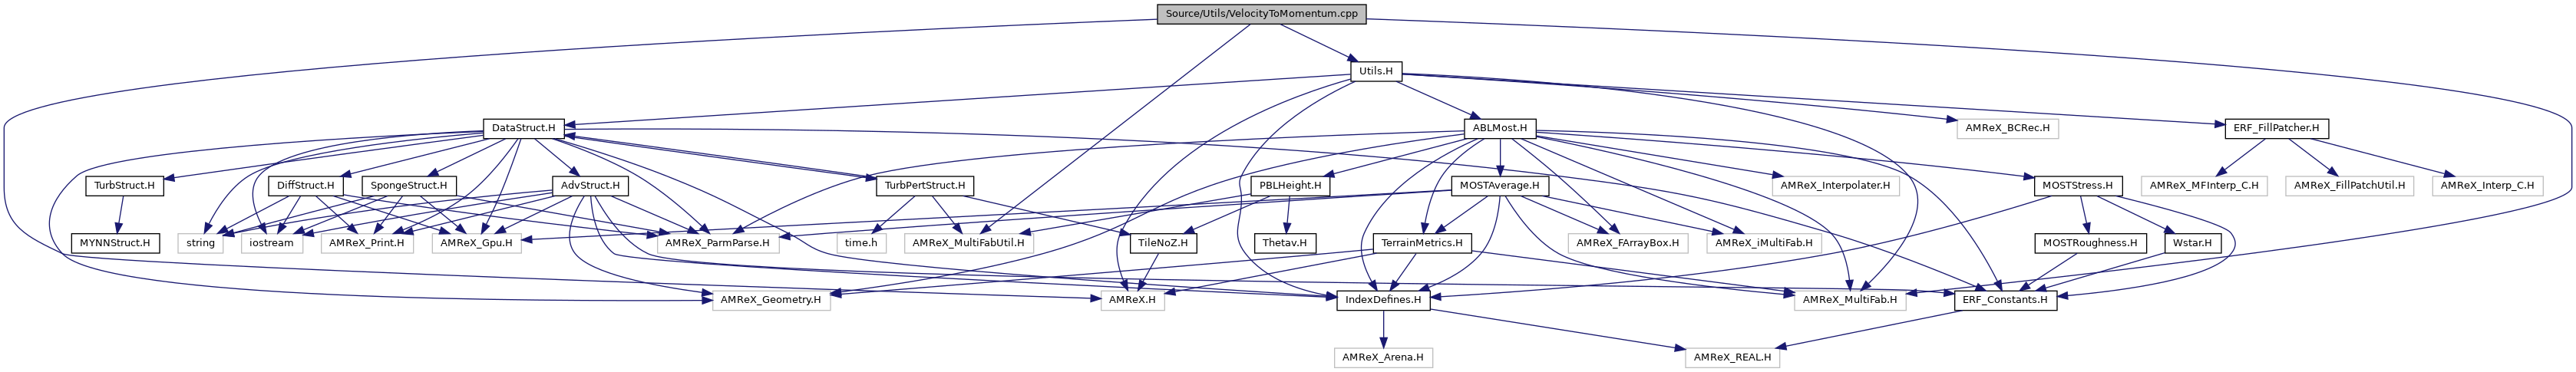 Source/Utils/VelocityToMomentum.cpp
Utils.H
DataStruct.H
ABLMost.H
AMReX_BCRec.H
ERF_FillPatcher.H
TurbStruct.H
DiffStruct.H
SpongeStruct.H
AdvStruct.H
TurbPertStruct.H
PBLHeight.H
MOSTAverage.H
AMReX_Interpolater.H
MOSTStress.H
AMReX_MFInterp_C.H
AMReX_FillPatchUtil.H
AMReX_Interp_C.H
MYNNStruct.H
string
iostream
AMReX_Print.H
AMReX_Gpu.H
AMReX_ParmParse.H
time.h
AMReX_MultiFabUtil.H
TileNoZ.H
Thetav.H
TerrainMetrics.H
AMReX_FArrayBox.H
AMReX_iMultiFab.H
MOSTRoughness.H
Wstar.H
AMReX_Geometry.H
AMReX.H
IndexDefines.H
AMReX_MultiFab.H
ERF_Constants.H
AMReX_Arena.H
AMReX_REAL.H